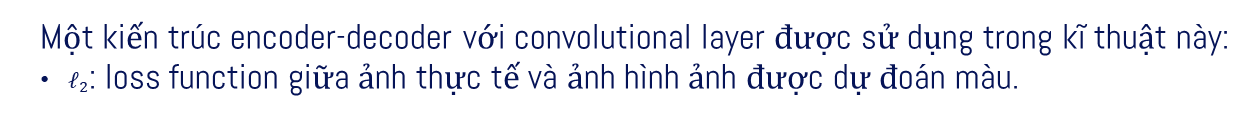 Một kiến trúc encoder-decoder với convolutional layer được sử dụng trong kĩ thuật này:
• ℓ₂: loss function giữa ảnh thực tế và ảnh hình ảnh được dự đoán màu.